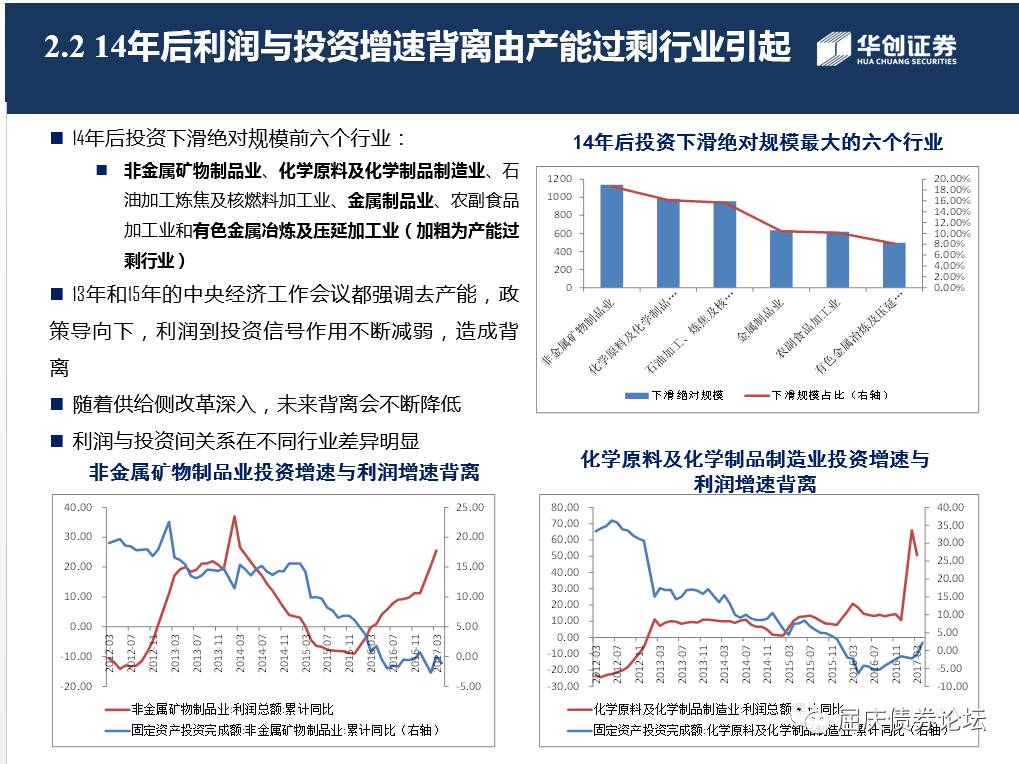 2.2 14年后利润与投资增速背离由产能过剩行业引起
华创证券
HUA CHUANG SECURITIES
14年后投资下滑绝对规模前六个行业：
非金属矿物制品业、化学原料及化学制品制造业、石
油加工炼焦及核燃料加工业、金属制品业、农副食品
加工业和有色金属冶炼及压延加工业（加粗为产能过
剩行业）
13年和15年的中央经济工作会议都强调去产能，政
策导向下，利润到投资信号作用不断减弱，造成背
离
随着供给侧改革深入，未来背离会不断降低
利润与投资间关系在不同行业差异明显
14年后投资下滑绝对规模最大的六个行业
1200
1000
800
600
400
200
0
20.00%
18.00%
16.00%
14.00%
12.00%
10.00%
8.00%
6.00%
4.00%
2.00%
0.00%
非金属矿物制品业
化学原料及化学制品…
石油加工、炼焦及核…
金属制品业
农副食品加工业
有色金属冶炼及压延…
下滑绝对规模
下滑规模占比（右轴）
非金属矿物制品业投资增速与利润增速背离
40.00
30.00
20.00
10.00
0.00
-10.00
-20.00
25.00
20.00
15.00
10.00
5.00
0.00
-5.00
2012-03
2012-07
2012-11
2013-03
2013-07
2013-11
2014-03
2014-07
2014-11
2015-03
2015-07
2015-11
2016-03
2016-07
2016-11
2017-03
非金属矿物制品业:利润总额:累计同比
固定资产投资完成额:非金属矿物制品业:累计同比（右轴）
化学原料及化学制品制造业投资增速与
利润增速背离
80.00
70.00
60.00
50.00
40.00
30.00
20.00
10.00
0.00
-10.00
-20.00
-30.00
40.00
35.00
30.00
25.00
20.00
15.00
10.00
5.00
0.00
-5.00
-10.00
2012-03
2012-07
2012-11
2013-03
2013-07
2013-11
2014-03
2014-07
2014-11
2015-03
2015-07
2015-11
2016-03
2016-07
2016-11
2017-03
化学原料及化学制品制造业:利润总额:累计同比
固定资产投资完成额:化学原料及化学制品制造业:累计同比（右轴）
屈庆债券论坛